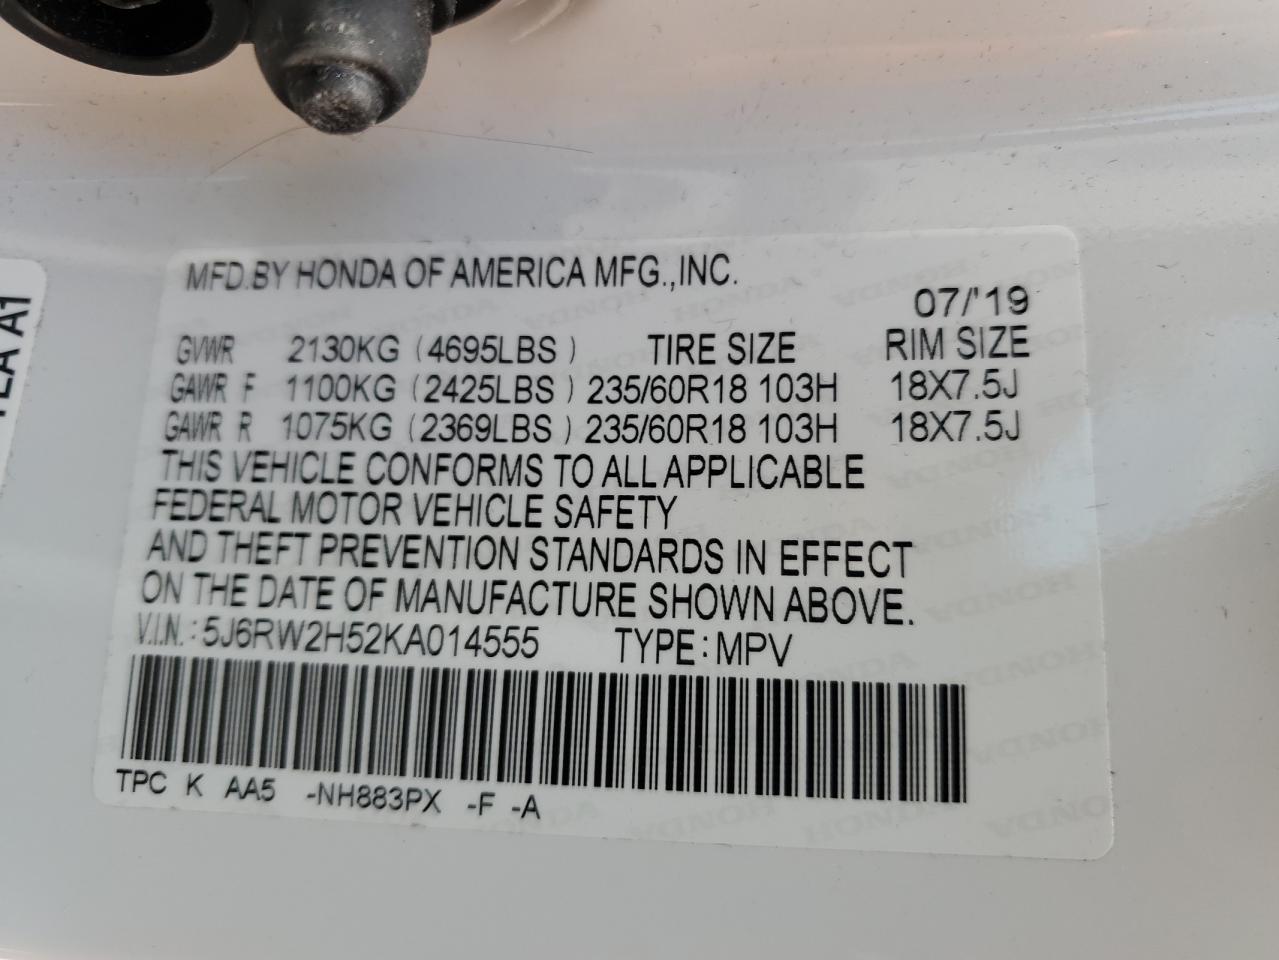 MFD.BY HONDA OF AMERICA MFG.,INC.
07/'19
GVWR 2130KG (4695LBS ) TIRE SIZE RIM SIZE
GAWR F 1100KG (2425LBS ) 235/60R18 103H 18X7.5J
GAWR R 1075KG (2369LBS ) 235/60R18 103H 18X7.5J
THIS VEHICLE CONFORMS TO ALL APPLICABLE
FEDERAL MOTOR VEHICLE SAFETY
AND THEFT PREVENTION STANDARDS IN EFFECT
ON THE DATE OF MANUFACTURE SHOWN ABOVE.
V.I.N.: 5J6RW2H52KA014555 TYPE: MPV
TPC K AA5 -NH883PX -F -A
A1